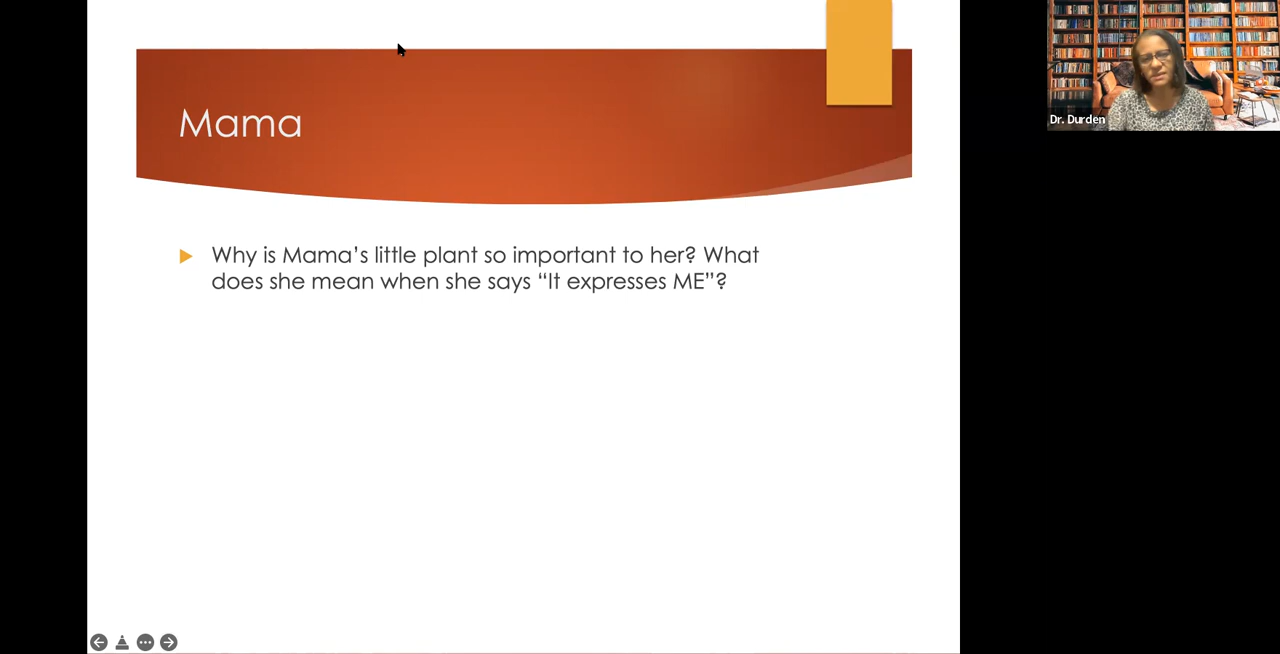 Mama
Why is Mama’s little plant so important to her? What
does she mean when she says “It expresses ME”?
Dr. Durden